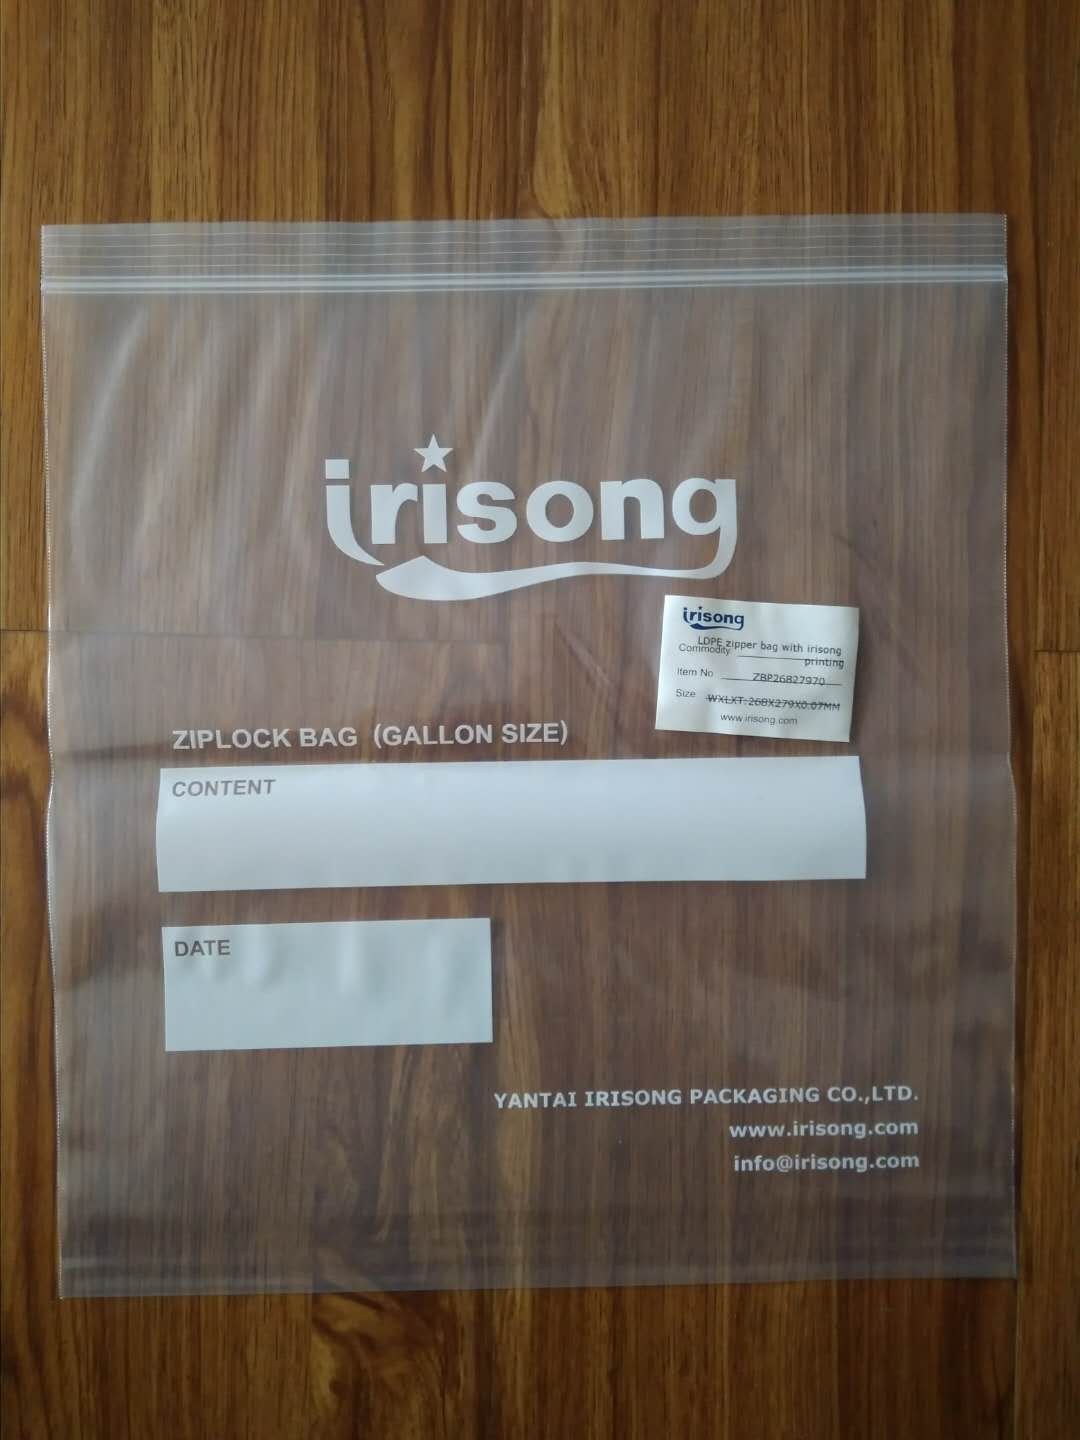 irisong
irisong
LDPE zipper bag with irisong
Commodity
printing
Item No ZBP26827970
Size WXLXT:268X279X0.07MM
www.irisong.com
ZIPLOCK BAG (GALLON SIZE)
CONTENT
DATE
YANTAI IRISONG PACKAGING CO.,LTD.
www.irisong.com
info@irisong.com